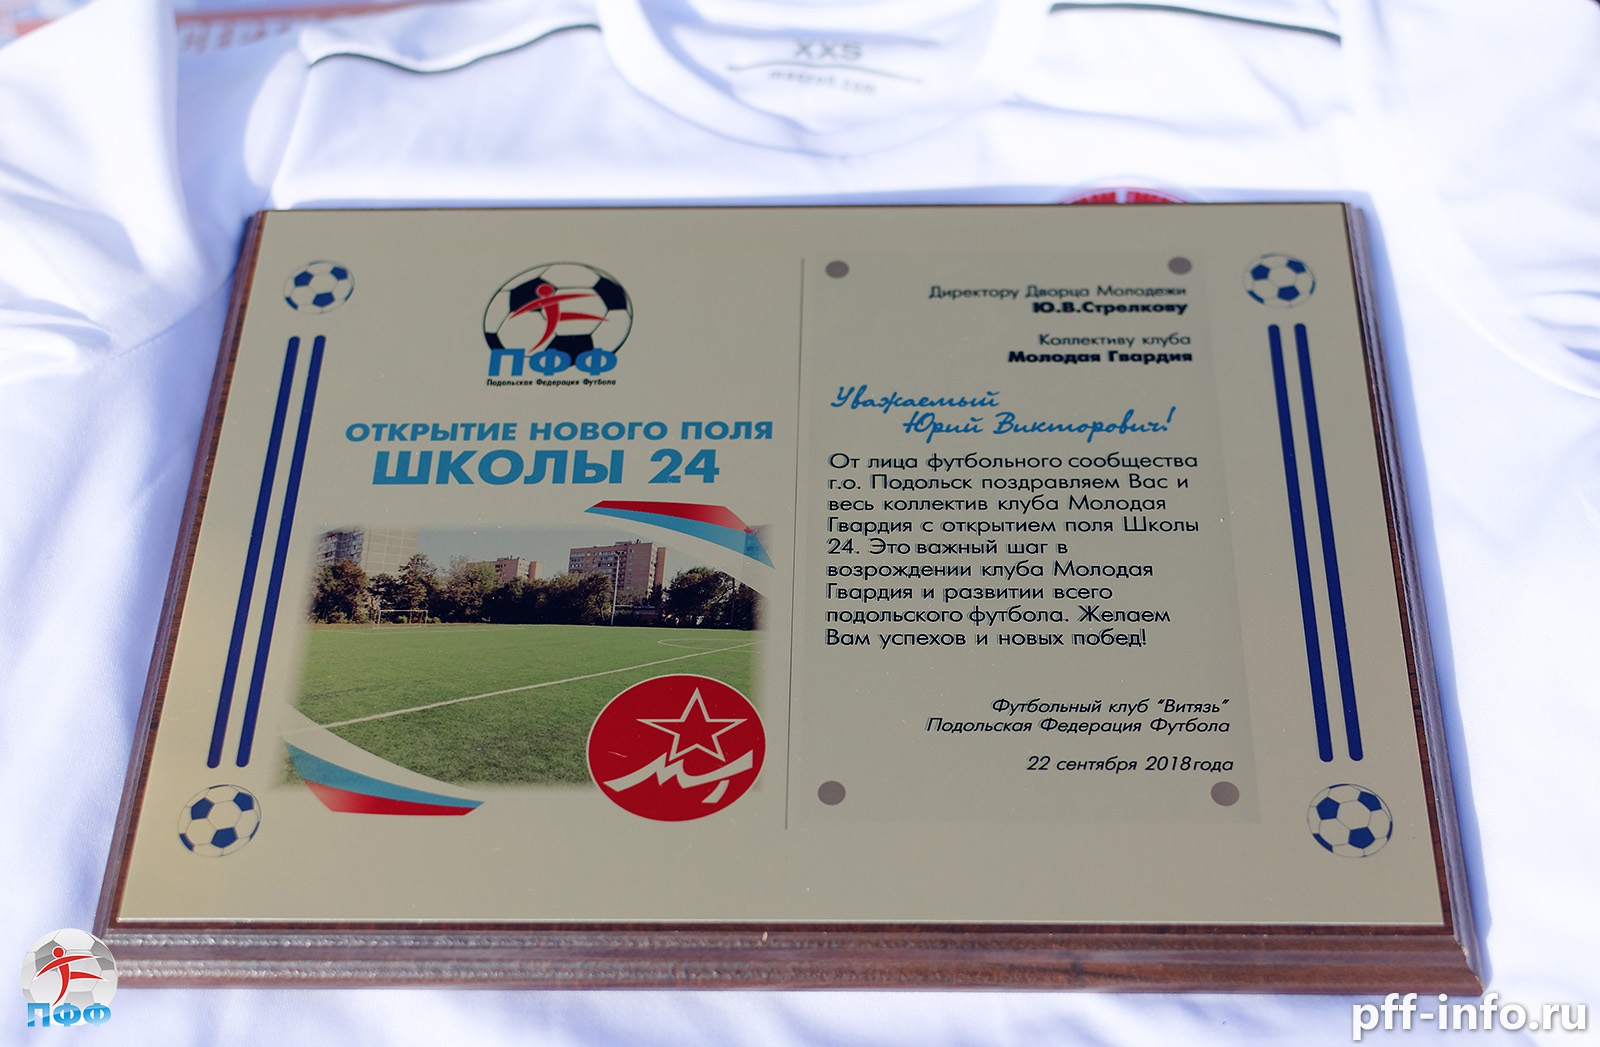 XXS
ПФФ
Подольская Федерация Футбола
ОТКРЫТИЕ НОВОГО ПОЛЯ
ШКОЛЫ 24
Директору Дворца Молодежи
Ю.В.Стрелкову
Коллективу клуба
Молодая Гвардия
Уважаемый
Юрий Викторович!
От лица футбольного сообщества
г.о. Подольск поздравляем Вас и
весь коллектив клуба Молодая
Гвардия с открытием поля Школы
24. Это важный шаг в
возрождении клуба Молодая
Гвардия и развитии всего
подольского футбола. Желаем
Вам успехов и новых побед!
Футбольный клуб "Витязь"
Подольская Федерация Футбола
22 сентября 2018года
ПФФ
pff-info.ru